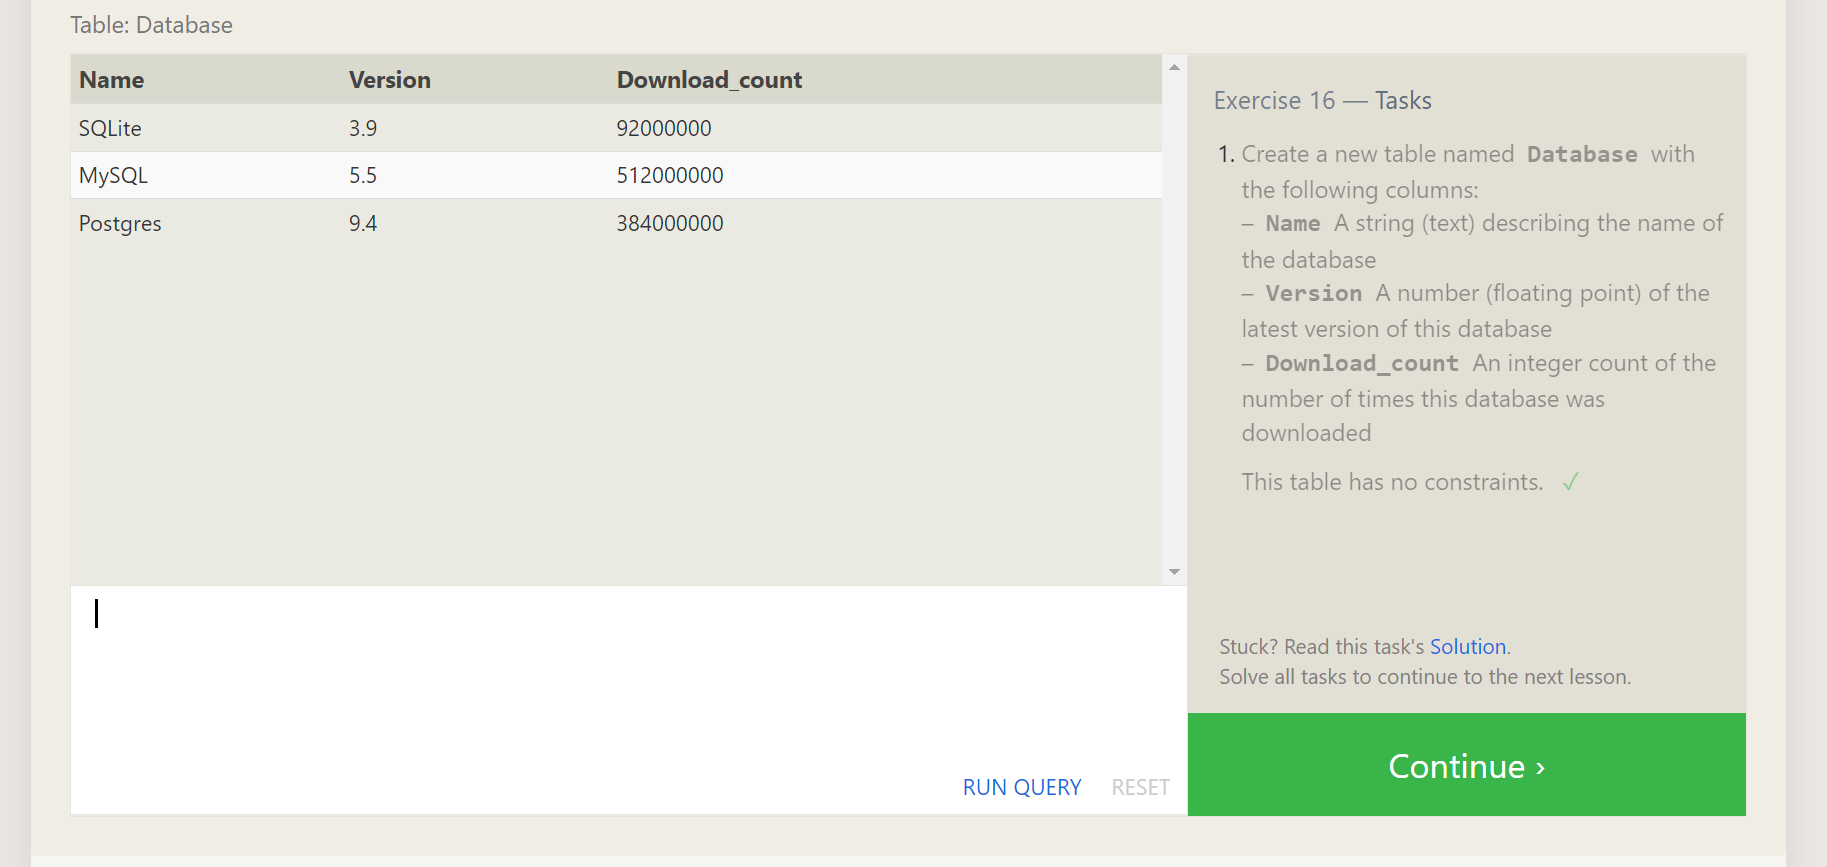 Table: Database
Name Version Download_count
SQLite 3.9 92000000
MySQL 5.5 512000000
Postgres 9.4 384000000
RUN QUERY RESET
Exercise 16 — Tasks
1. Create a new table named Database with
the following columns:
– Name A string (text) describing the name of
the database
– Version A number (floating point) of the
latest version of this database
– Download_count An integer count of the
number of times this database was
downloaded
This table has no constraints. ✓
Stuck? Read this task's Solution.
Solve all tasks to continue to the next lesson.
Continue ›